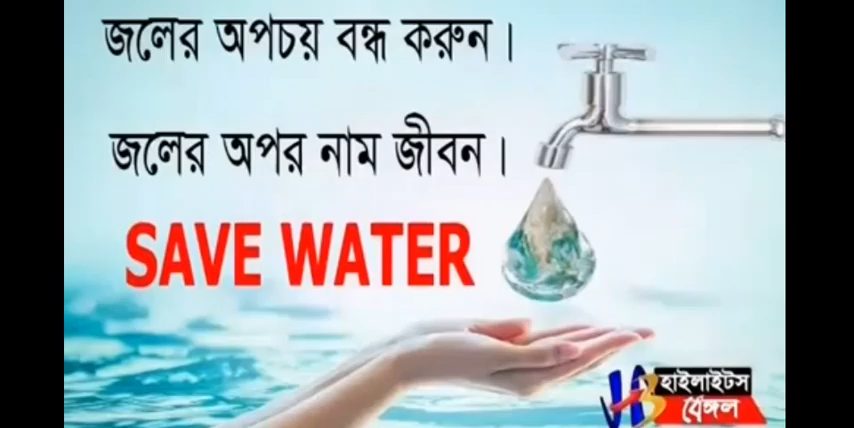 জলের অপচয় বন্ধ করুন।
জলের অপর নাম জীবন।
SAVE WATER
হাইলাইটস
বেঙ্গল